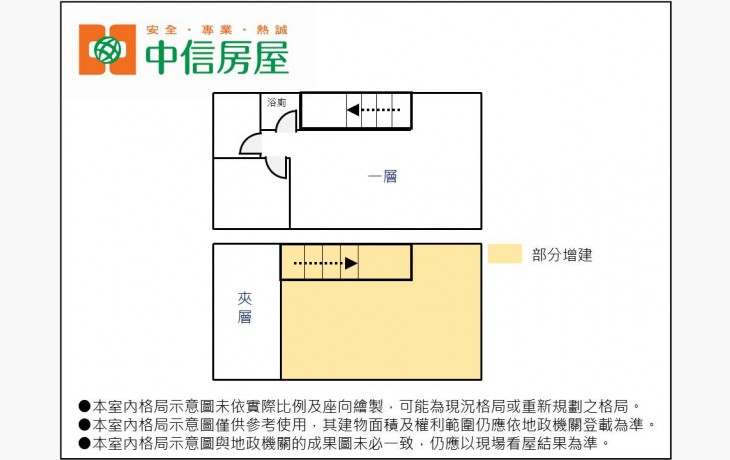 安全・專業・熱誠
中信房屋
浴廁
一層
部分增建
夾
層
●本室內格局示意圖未依實際比例及座向繪製，可能為現況格局或重新規劃之格局。
●本室內格局示意圖僅供參考使用，其建物面積及權利範圍仍應依地政機關登載為準。
●本室內格局示意圖與地政機關的成果圖未必一致，仍應以現場看屋結果為準。